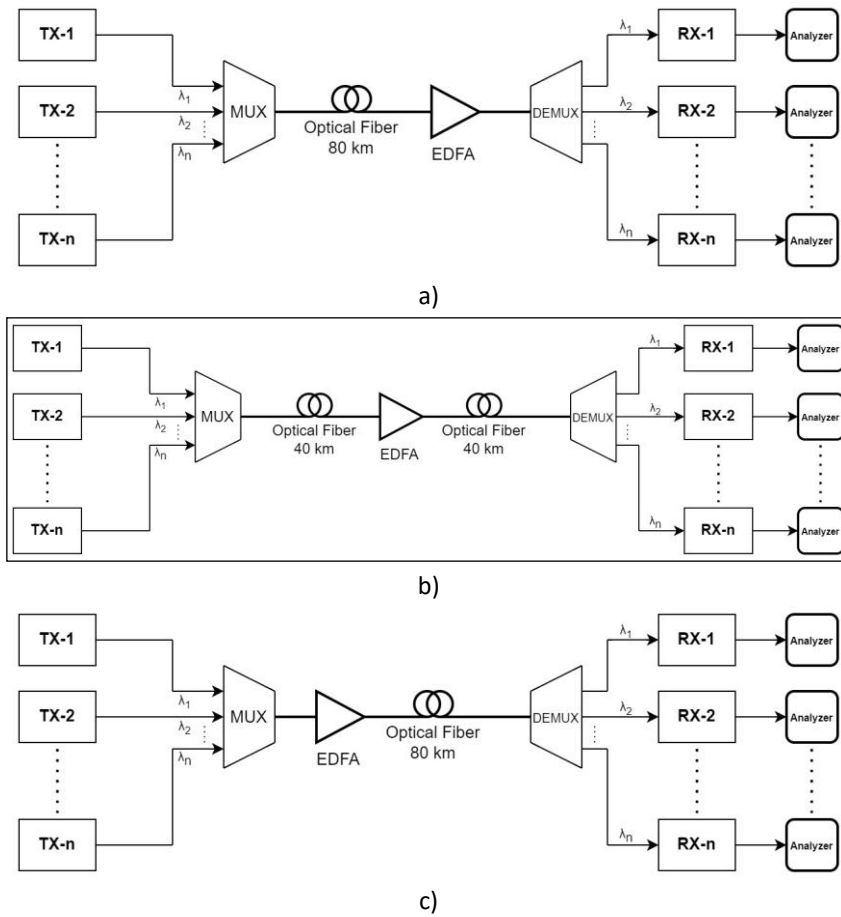 TX-1
TX-2
TX-n
λ1
λ2
λn
MUX
Optical Fiber
80 km
EDFA
DEMUX
λ1
λ2
λn
RX-1
RX-2
RX-n
Analyzer
Analyzer
Analyzer
a)
TX-1
TX-2
TX-n
λ1
λ2
λn
MUX
Optical Fiber
40 km
EDFA
Optical Fiber
40 km
DEMUX
λ1
λ2
λn
RX-1
RX-2
RX-n
Analyzer
Analyzer
Analyzer
b)
TX-1
TX-2
TX-n
λ1
λ2
λn
MUX
EDFA
Optical Fiber
80 km
DEMUX
λ1
λ2
λn
RX-1
RX-2
RX-n
Analyzer
Analyzer
Analyzer
c)